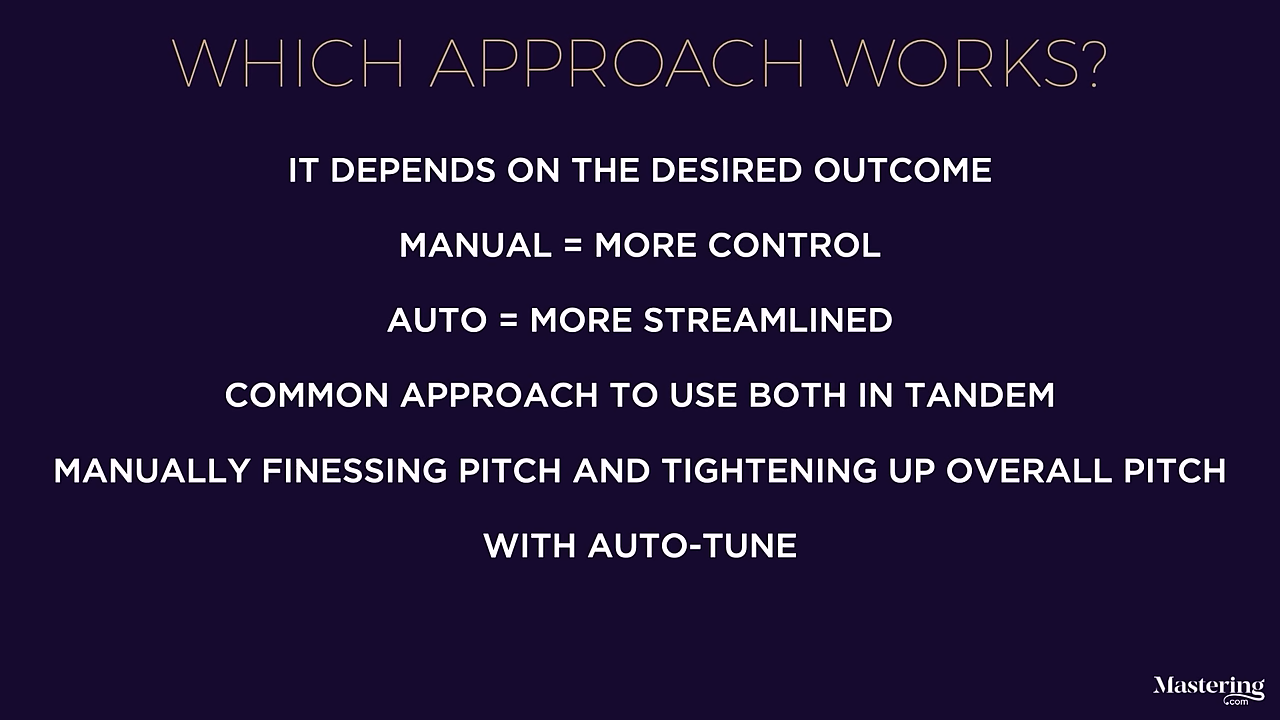 WHICH APPROACH WORKS?
IT DEPENDS ON THE DESIRED OUTCOME
MANUAL = MORE CONTROL
AUTO = MORE STREAMLINED
COMMON APPROACH TO USE BOTH IN TANDEM
MANUALLY FINESSING PITCH AND TIGHTENING UP OVERALL PITCH
WITH AUTO-TUNE
Mastering
.com